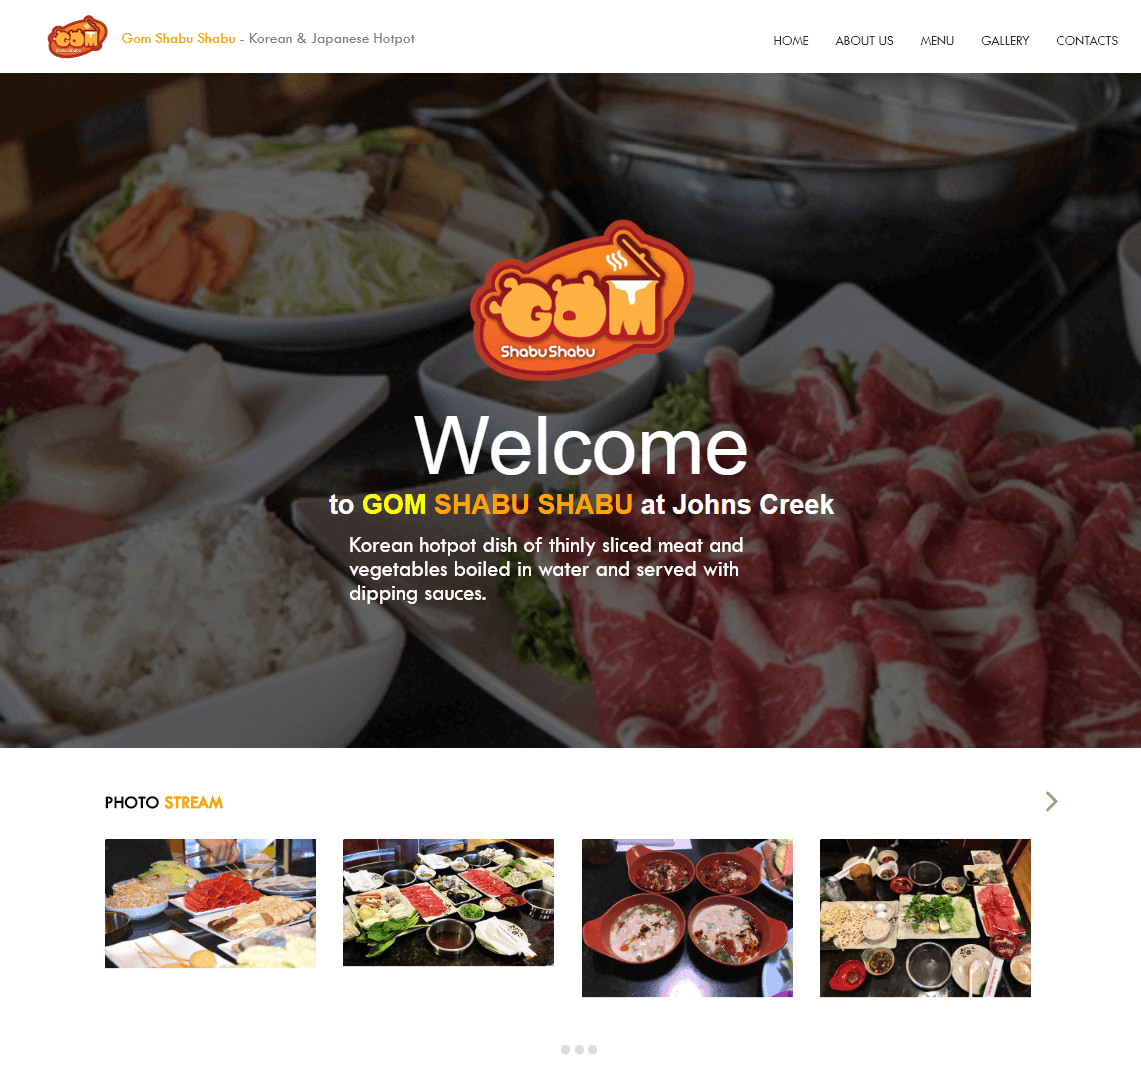 GOM
ShabuShabu
Gom Shabu Shabu - Korean & Japanese Hotpot
HOME ABOUT US MENU GALLERY CONTACTS
GOM
ShabuShabu
Welcome
to GOM SHABU SHABU at Johns Creek
Korean hotpot dish of thinly sliced meat and
vegetables boiled in water and served with
dipping sauces.
PHOTO STREAM